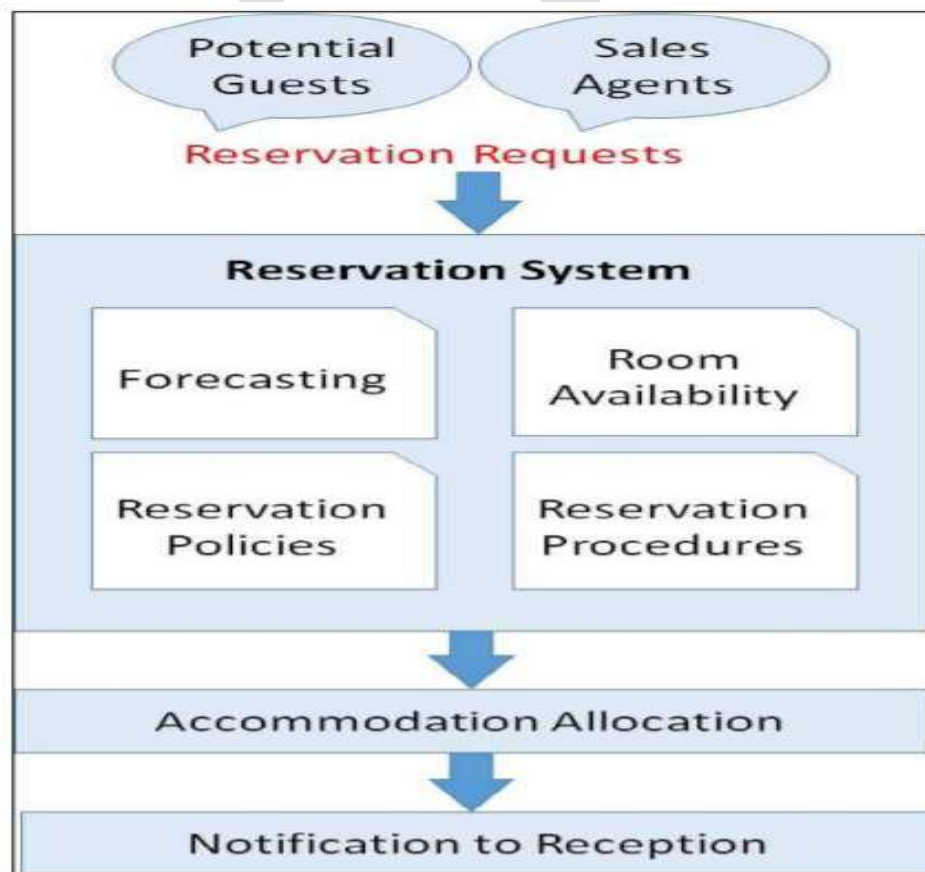 Potential
Guests
Sales
Agents
Reservation Requests
Reservation System
Forecasting
Room
Availability
Reservation
Policies
Reservation
Procedures
Accommodation Allocation
Notification to Reception